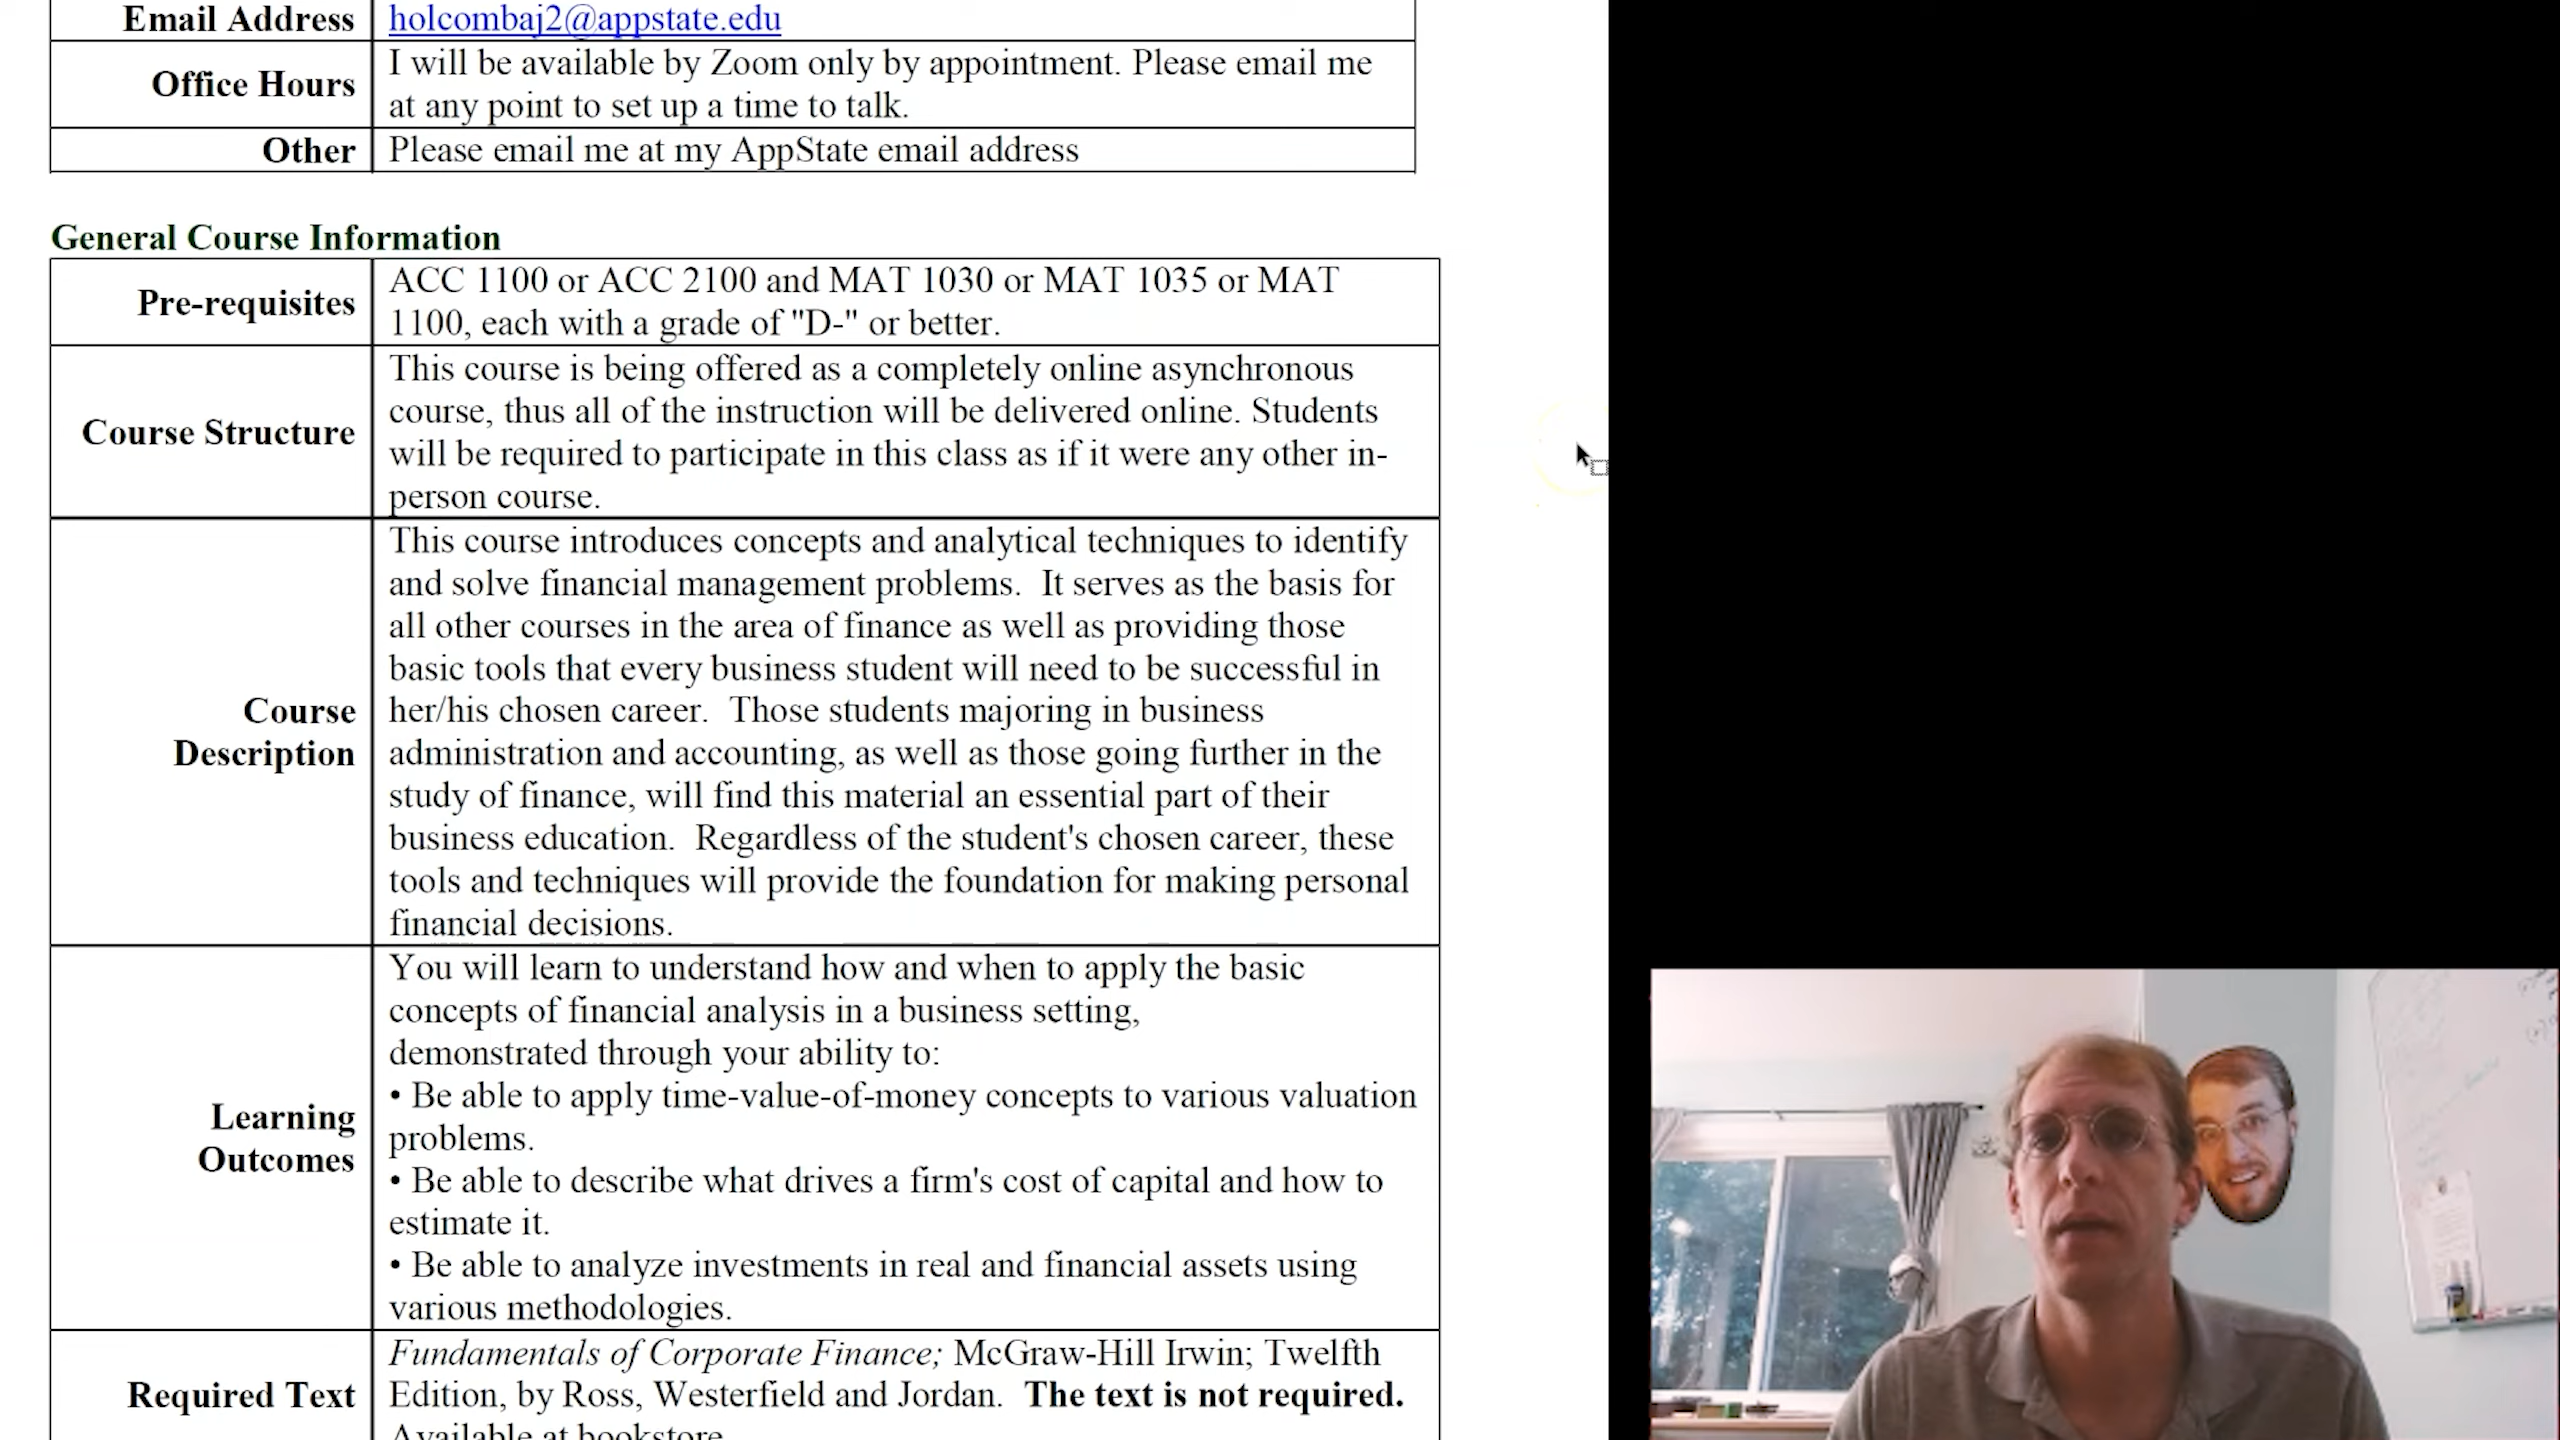 Email Address holcombaj2@appstate.edu
Office Hours I will be available by Zoom only by appointment. Please email me
at any point to set up a time to talk.
Other Please email me at my AppState email address
General Course Information
Pre-requisites ACC 1100 or ACC 2100 and MAT 1030 or MAT 1035 or MAT
1100, each with a grade of "D-" or better.
Course Structure This course is being offered as a completely online asynchronous
course, thus all of the instruction will be delivered online. Students
will be required to participate in this class as if it were any other in-
person course.
Course
Description
This course introduces concepts and analytical techniques to identify
and solve financial management problems.  It serves as the basis for
all other courses in the area of finance as well as providing those
basic tools that every business student will need to be successful in
her/his chosen career.  Those students majoring in business
administration and accounting, as well as those going further in the
study of finance, will find this material an essential part of their
business education.  Regardless of the student's chosen career, these
tools and techniques will provide the foundation for making personal
financial decisions.
Learning
Outcomes
You will learn to understand how and when to apply the basic
concepts of financial analysis in a business setting,
demonstrated through your ability to:
• Be able to apply time-value-of-money concepts to various valuation
problems.
• Be able to describe what drives a firm's cost of capital and how to
estimate it.
• Be able to analyze investments in real and financial assets using
various methodologies.
Required Text Fundamentals of Corporate Finance; McGraw-Hill Irwin; Twelfth
Edition, by Ross, Westerfield and Jordan.  The text is not required.
Available at bookstore